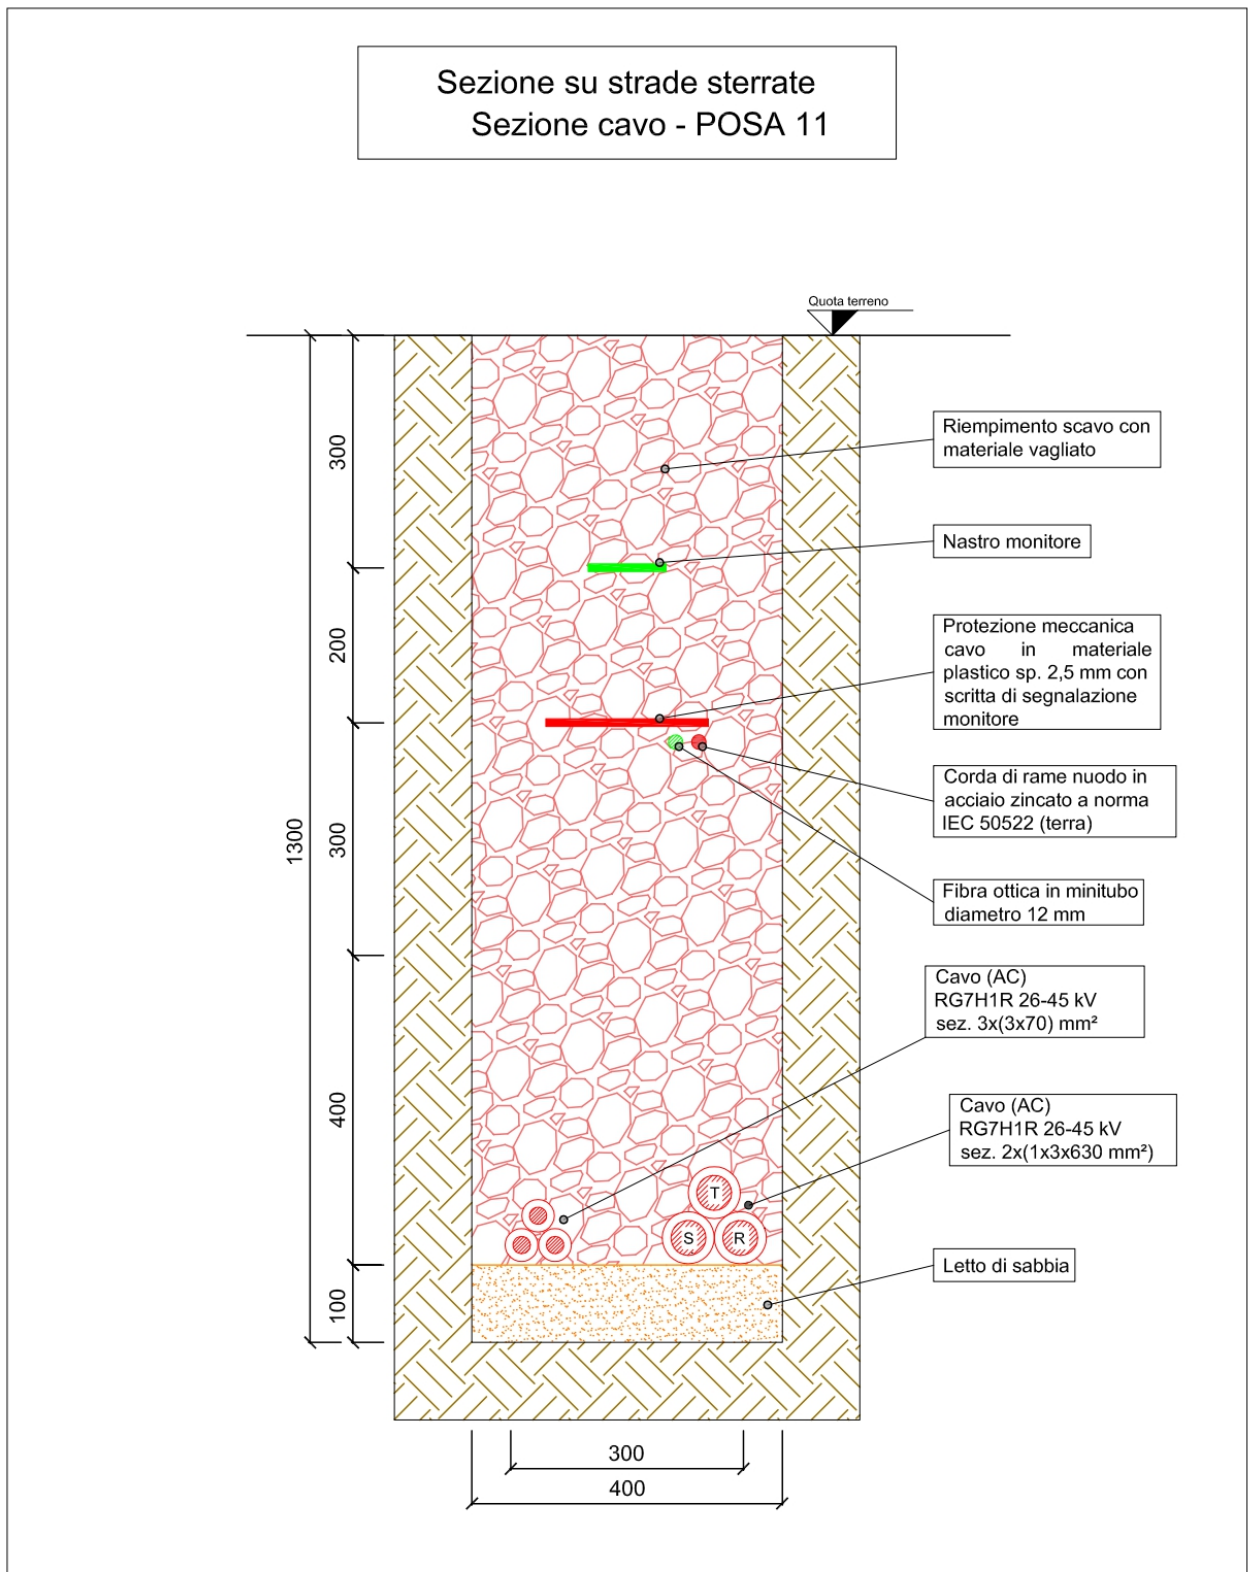 Sezione su strade sterrate
Sezione cavo - POSA 11
Quota terreno
Riempimento scavo con
materiale vagliato
Nastro monitore
Protezione meccanica
cavo in materiale
plastico sp. 2,5 mm con
scritta di segnalazione
monitore
Corda di rame nuodo in
acciaio zincato a norma
IEC 50522 (terra)
Fibra ottica in minitubo
diametro 12 mm
Cavo (AC)
RG7H1R 26-45 kV
sez. 3x(3x70) mm²
Cavo (AC)
RG7H1R 26-45 kV
sez. 2x(1x3x630 mm²)
Letto di sabbia
1300
300
200
300
400
100
T
S
R
300
400